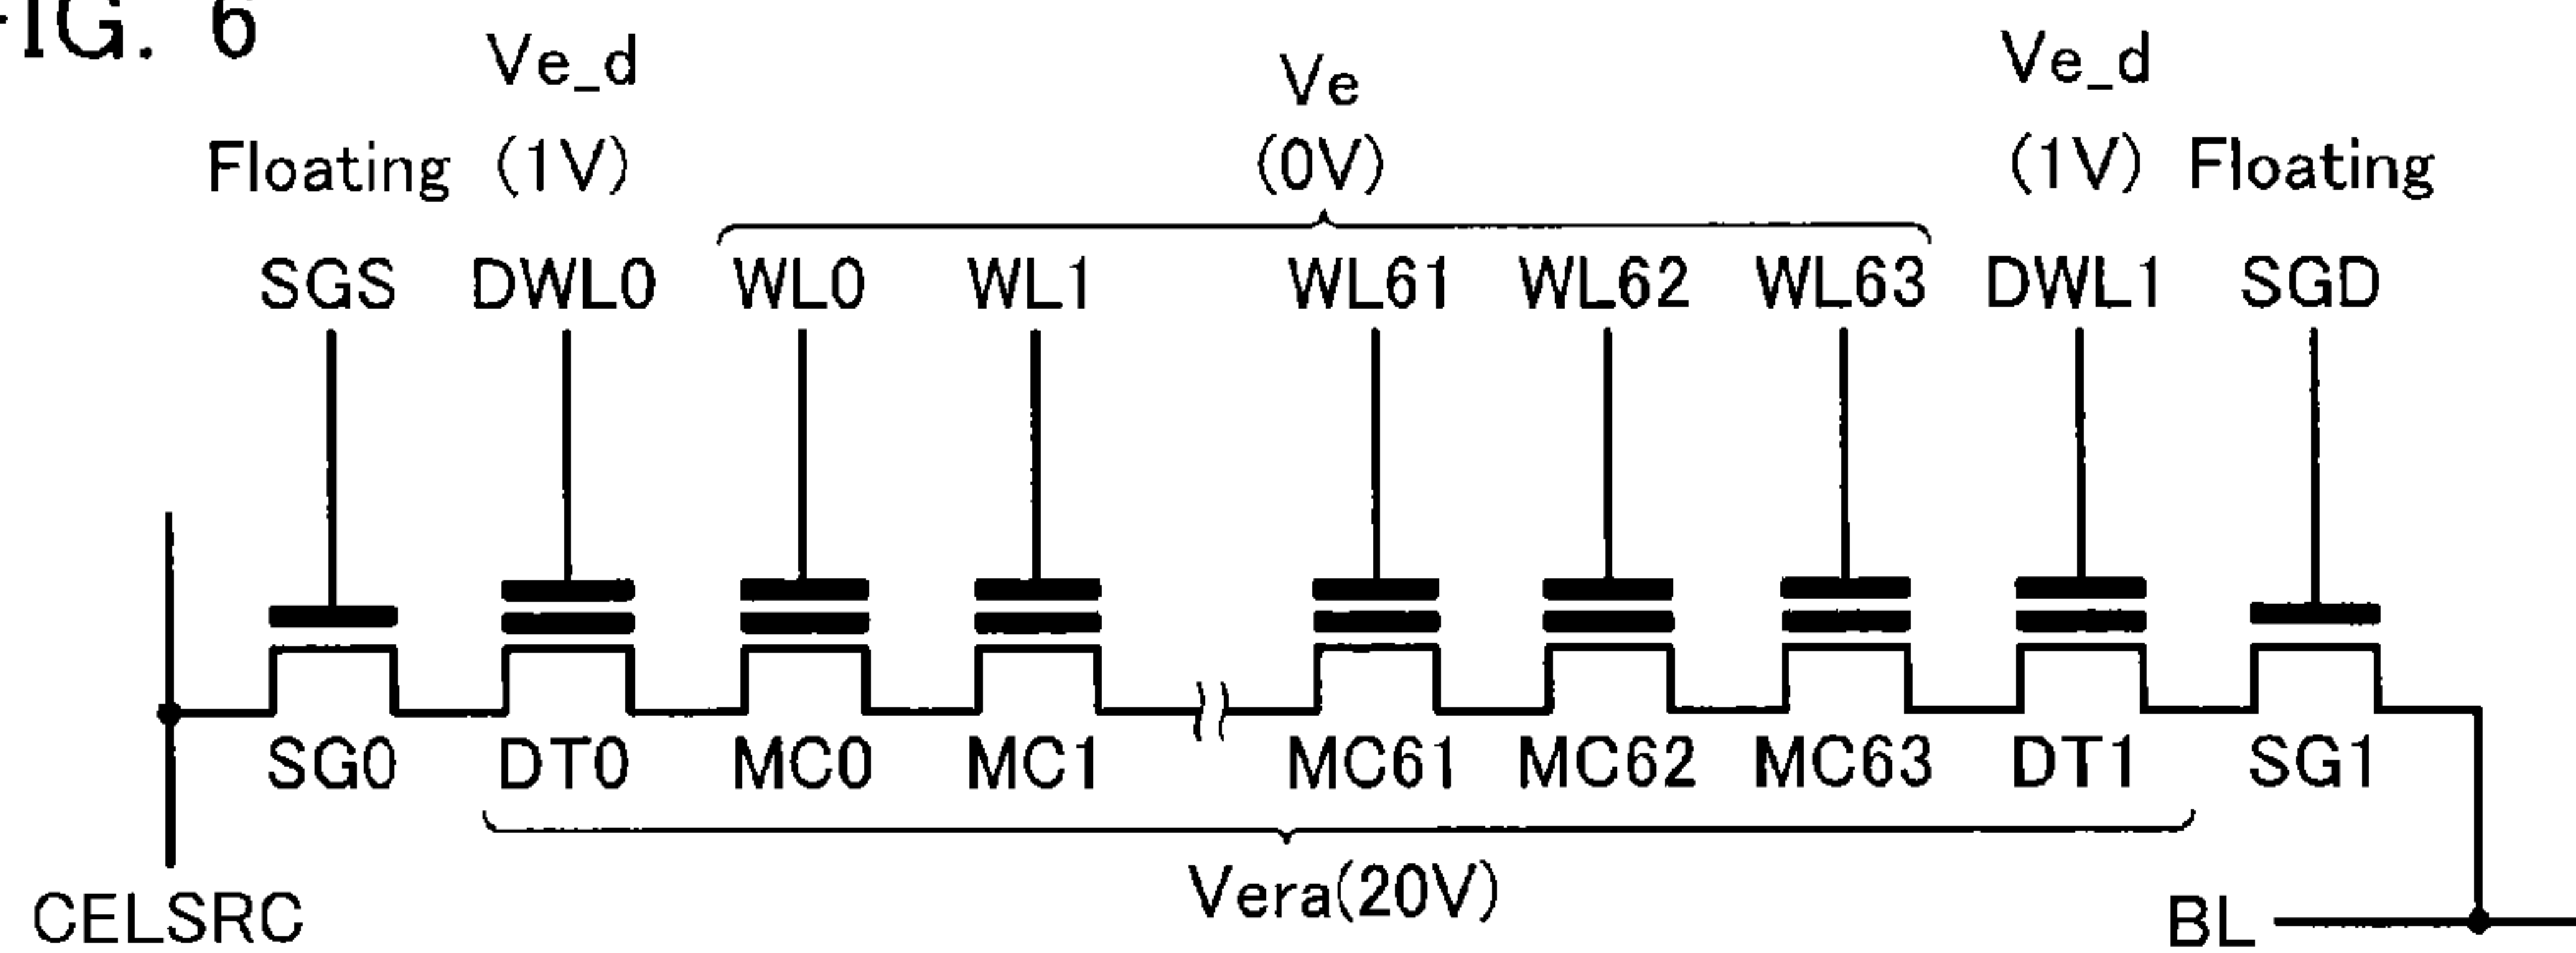 FIG. 6
Ve_d Ve Ve_d
Floating (1V) (0V) (1V) Floating
SGS DWL0 WL0 WL1 WL61 WL62 WL63 DWL1 SGD
SG0 DT0 MC0 MC1 MC61 MC62 MC63 DT1 SG1
Vera(20V)
CELSRC BL